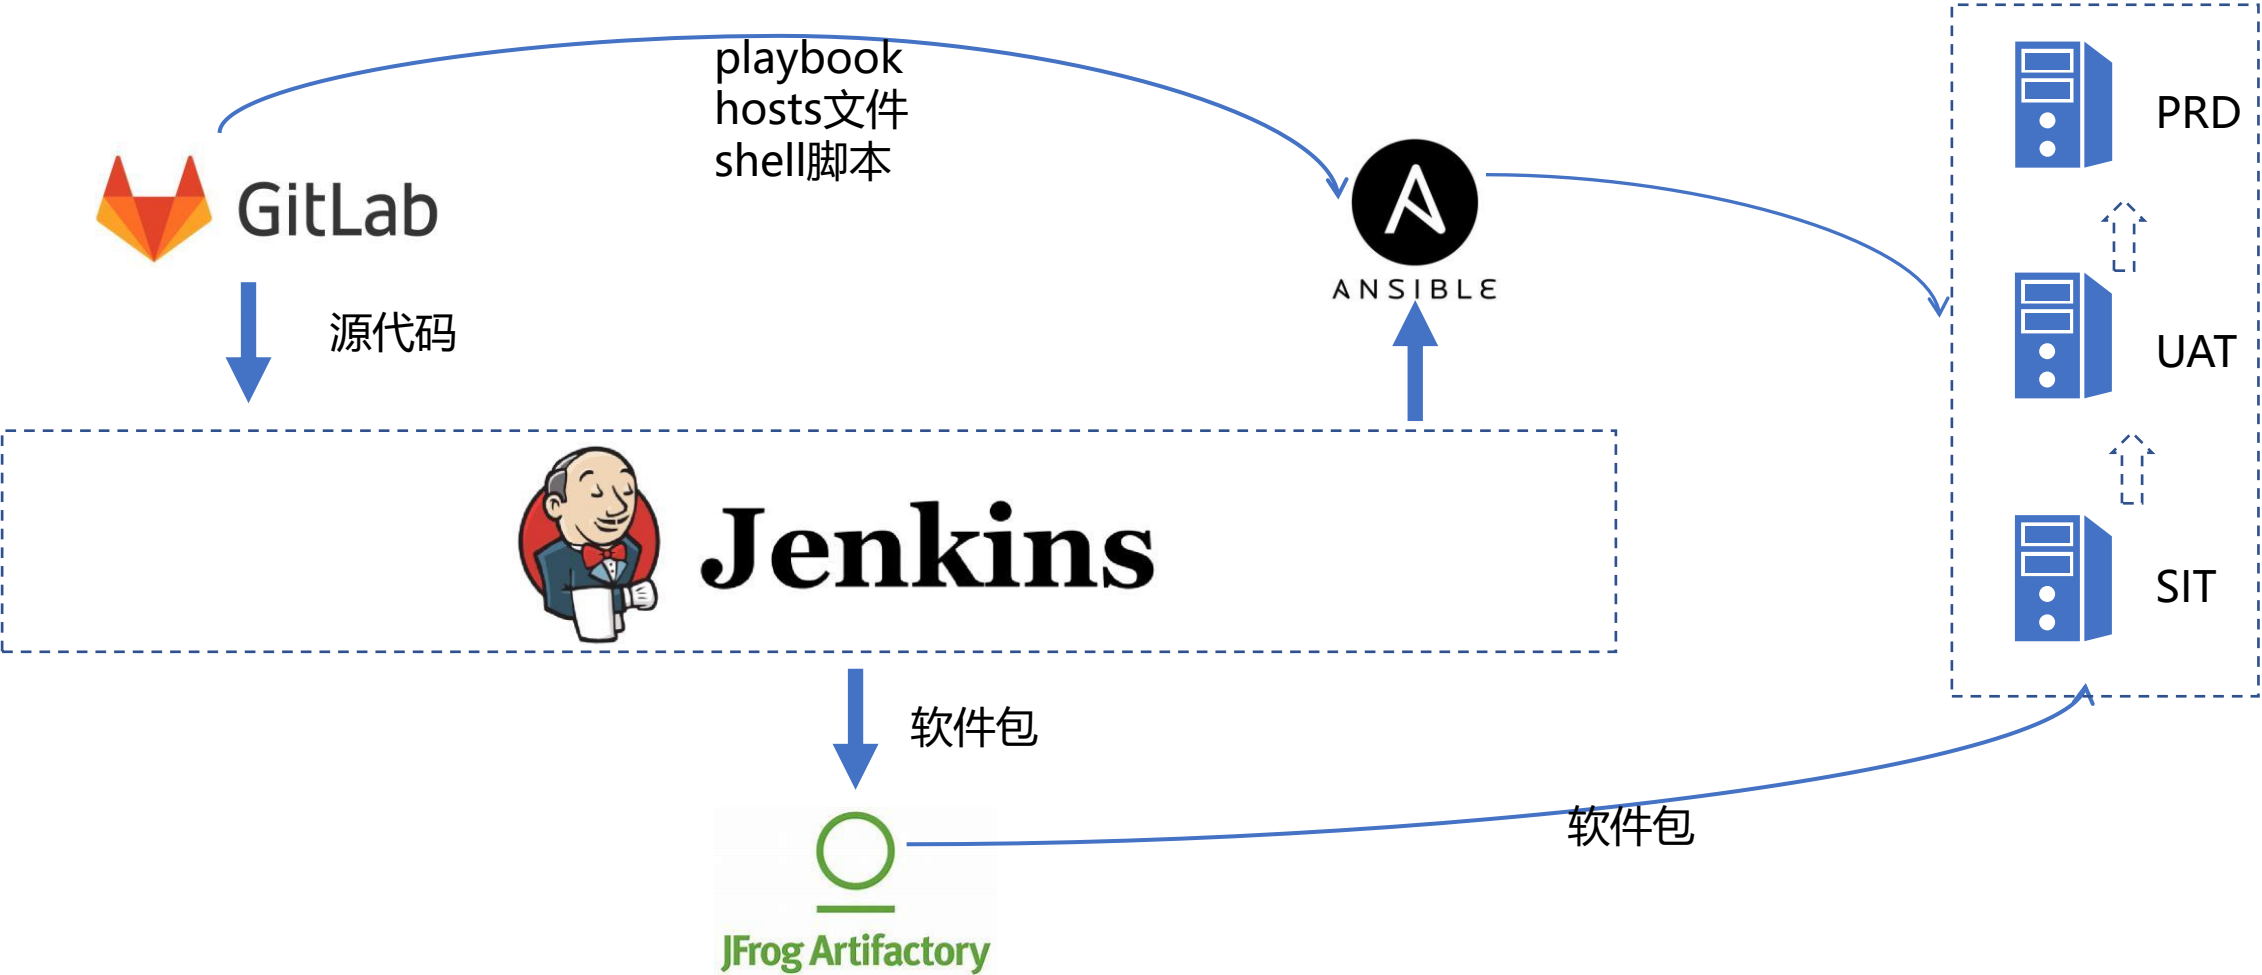 playbook
hosts文件
shell脚本
GitLab
ANSIBLE
源代码
Jenkins
软件包
软件包
JFrog Artifactory
PRD
UAT
SIT